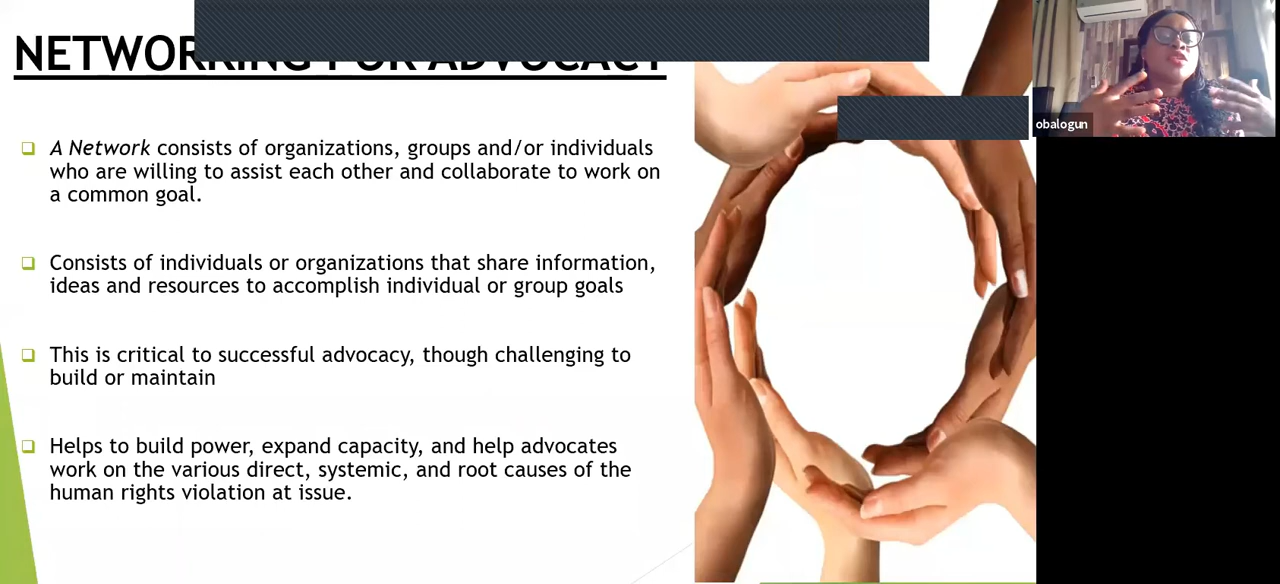 NETWORKING FOR ADVOCACY
A Network consists of organizations, groups and/or individuals
who are willing to assist each other and collaborate to work on
a common goal.
Consists of individuals or organizations that share information,
ideas and resources to accomplish individual or group goals
This is critical to successful advocacy, though challenging to
build or maintain
Helps to build power, expand capacity, and help advocates
work on the various direct, systemic, and root causes of the
human rights violation at issue.
obalogun